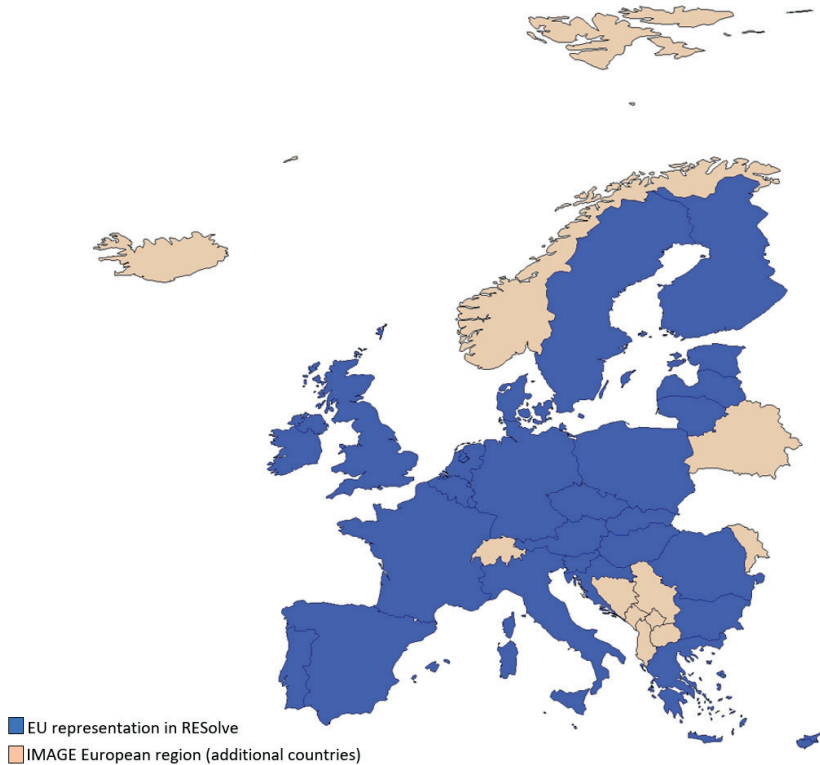 EU representation in RESolve
IMAGE European region (additional countries)